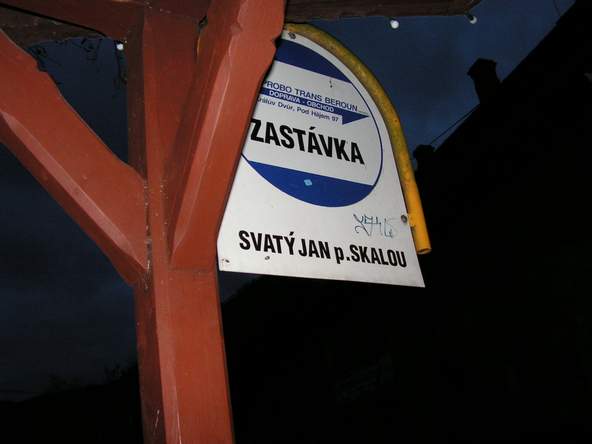 PROBO TRANS BEROUN
DOPRAVA - OBCHOD
Králův Dvůr, Pod Hájem 97
ZASTÁVKA
SVATÝ JAN p.SKALOU